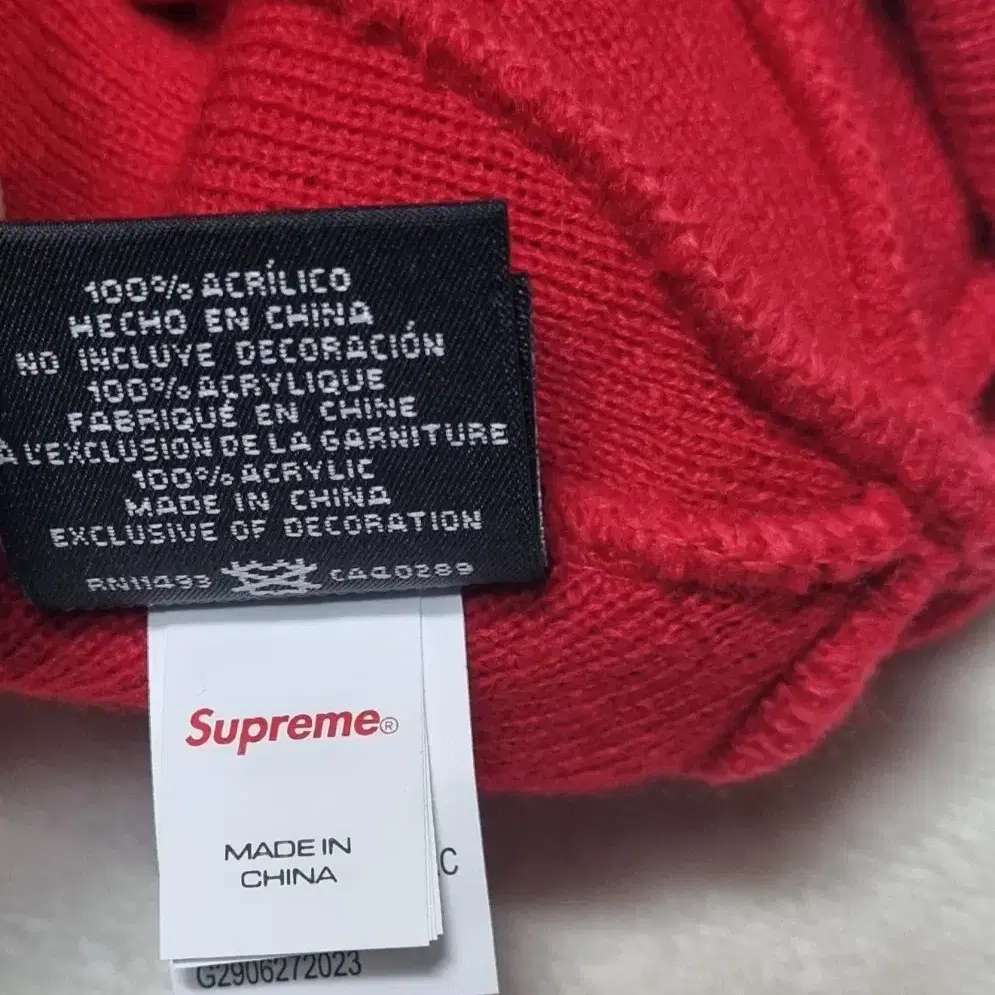 100% ACRÍLICO
HECHO EN CHINA
NO INCLUYE DECORACIÓN
100% ACRYLIQUE
FABRIQUÉ EN CHINE
À L'EXCLUSION DE LA GARNITURE
100% ACRYLIC
MADE IN CHINA
EXCLUSIVE OF DECORATION
RN11493 CA40289
Supreme®
MADE IN
CHINA
C
G2906272023